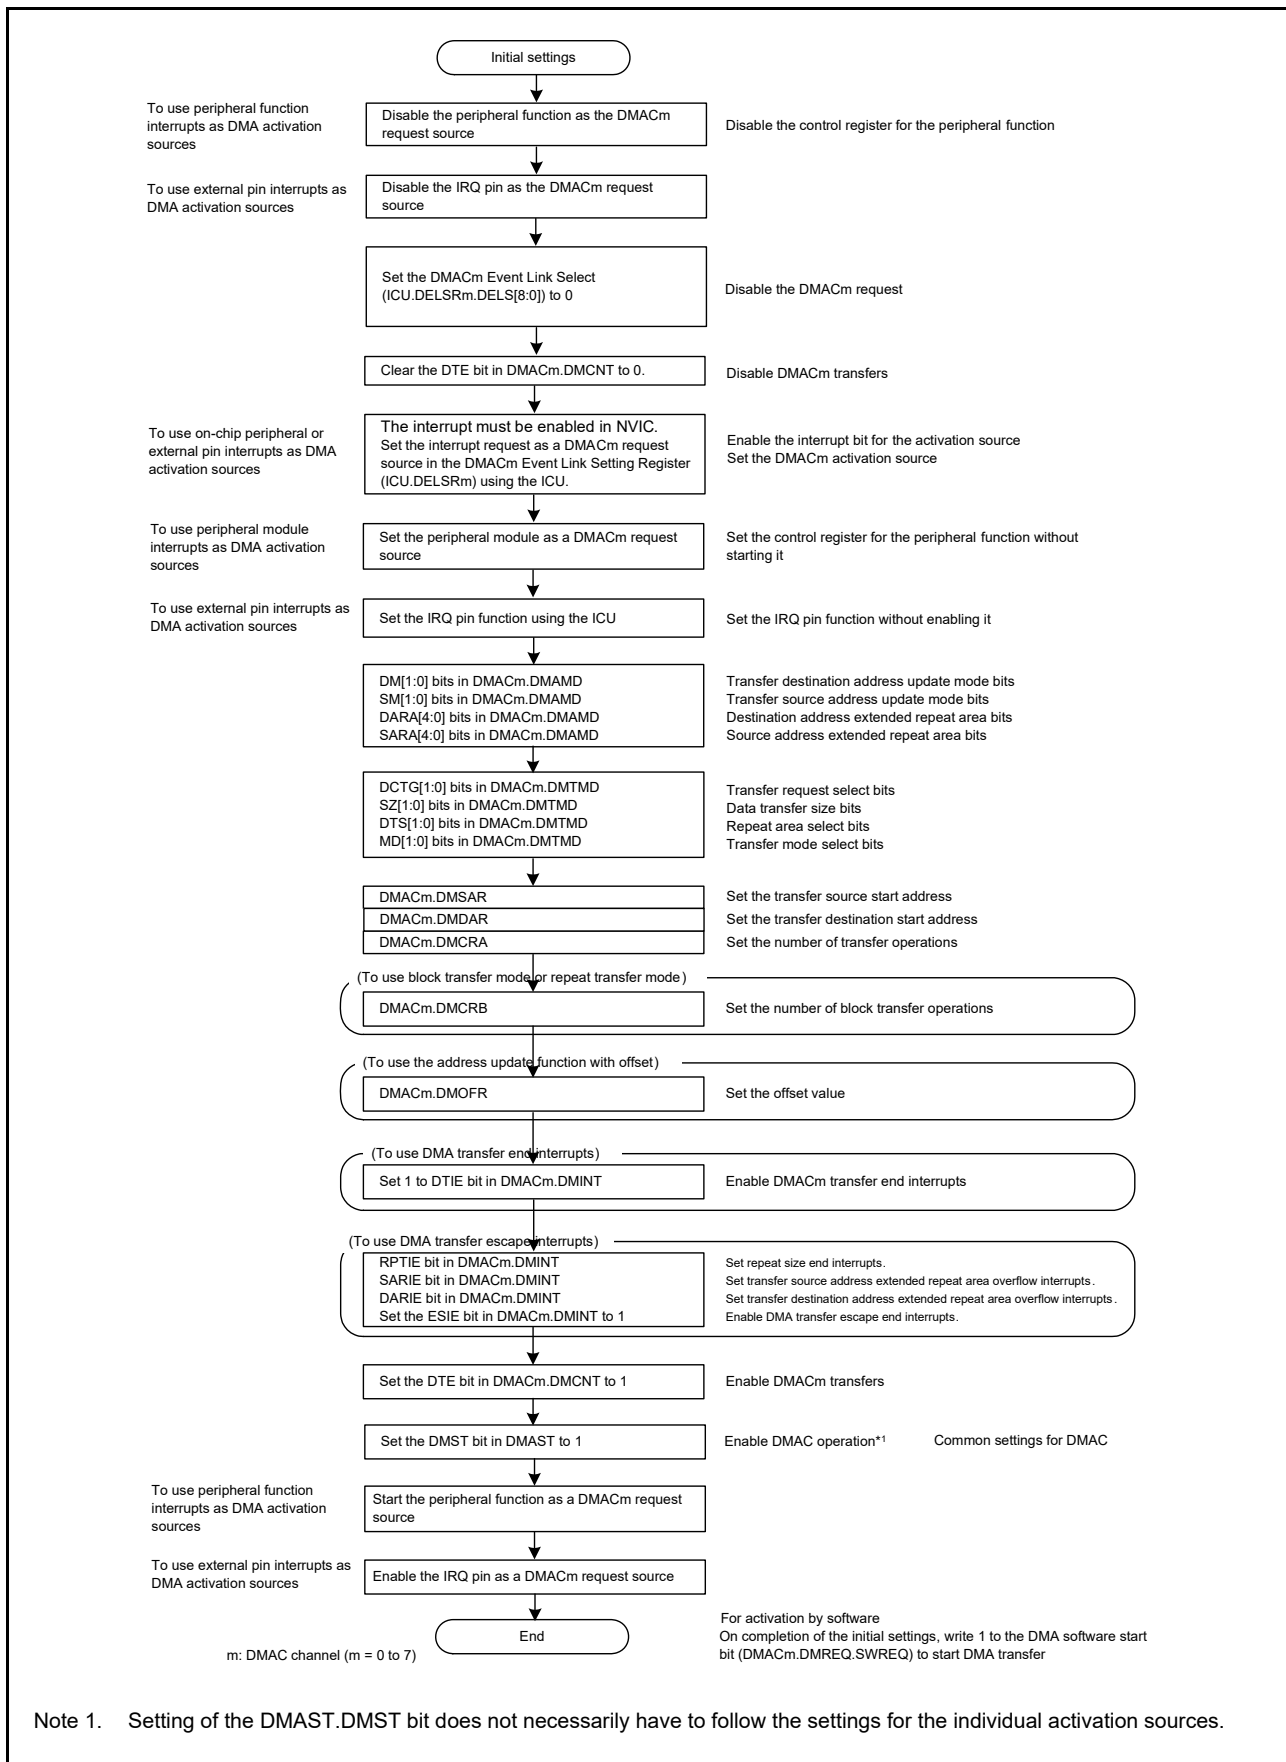 Initial settings
To use peripheral function
interrupts as DMA activation
sources
Disable the peripheral function as the DMACm
request source
Disable the control register for the peripheral function
To use external pin interrupts as
DMA activation sources
Disable the IRQ pin as the DMACm request
source
Set the DMACm Event Link Select
(ICU.DELSRm.DELS[8:0]) to 0
Disable the DMACm request
Clear the DTE bit in DMACm.DMCNT to 0.
Disable DMACm transfers
To use on-chip peripheral or
external pin interrupts as DMA
activation sources
The interrupt must be enabled in NVIC.
Set the interrupt request as a DMACm request
source in the DMACm Event Link Setting Register
(ICU.DELSRm) using the ICU.
Enable the interrupt bit for the activation source
Set the DMACm activation source
To use peripheral module
interrupts as DMA activation
sources
Set the peripheral module as a DMACm request
source
Set the control register for the peripheral function without
starting it
To use external pin interrupts as
DMA activation sources
Set the IRQ pin function using the ICU
Set the IRQ pin function without enabling it
DM[1:0] bits in DMACm.DMAMD
SM[1:0] bits in DMACm.DMAMD
DARA[4:0] bits in DMACm.DMAMD
SARA[4:0] bits in DMACm.DMAMD
Transfer destination address update mode bits
Transfer source address update mode bits
Destination address extended repeat area bits
Source address extended repeat area bits
DCTG[1:0] bits in DMACm.DMTMD
SZ[1:0] bits in DMACm.DMTMD
DTS[1:0] bits in DMACm.DMTMD
MD[1:0] bits in DMACm.DMTMD
Transfer request select bits
Data transfer size bits
Repeat area select bits
Transfer mode select bits
DMACm.DMSAR
Set the transfer source start address
DMACm.DMDAR
Set the transfer destination start address
DMACm.DMCRA
Set the number of transfer operations
(To use block transfer mode or repeat transfer mode)
DMACm.DMCRB
Set the number of block transfer operations
(To use the address update function with offset)
DMACm.DMOFR
Set the offset value
(To use DMA transfer end interrupts)
Set 1 to DTIE bit in DMACm.DMINT
Enable DMACm transfer end interrupts
(To use DMA transfer escape interrupts)
RPTIE bit in DMACm.DMINT
SARIE bit in DMACm.DMINT
DARIE bit in DMACm.DMINT
Set the ESIE bit in DMACm.DMINT to 1
Set repeat size end interrupts.
Set transfer source address extended repeat area overflow interrupts.
Set transfer destination address extended repeat area overflow interrupts.
Enable DMA transfer escape end interrupts.
Set the DTE bit in DMACm.DMCNT to 1
Enable DMACm transfers
Set the DMST bit in DMAST to 1
Enable DMAC operation*1
Common settings for DMAC
To use peripheral function
interrupts as DMA activation
sources
Start the peripheral function as a DMACm request
source
To use external pin interrupts as
DMA activation sources
Enable the IRQ pin as a DMACm request source
End
m: DMAC channel (m = 0 to 7)
For activation by software
On completion of the initial settings, write 1 to the DMA software start
bit (DMACm.DMREQ.SWREQ) to start DMA transfer
Note 1. Setting of the DMAST.DMST bit does not necessarily have to follow the settings for the individual activation sources.